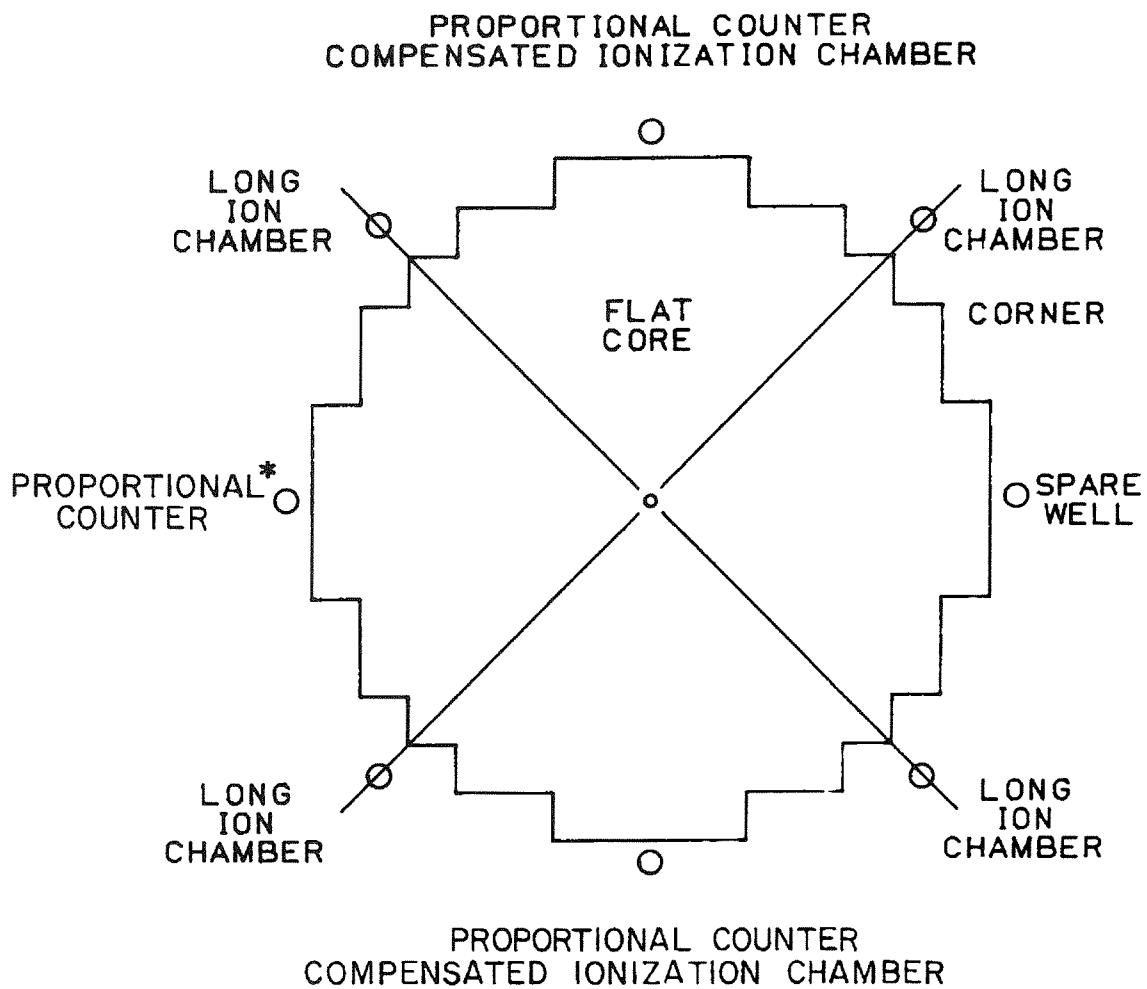 PROPORTIONAL COUNTER
COMPENSATED IONIZATION CHAMBER
LONG
ION
CHAMBER
LONG
ION
CHAMBER
FLAT
CORE
CORNER
PROPORTIONAL*
COUNTER
SPARE
WELL
LONG
ION
CHAMBER
LONG
ION
CHAMBER
PROPORTIONAL COUNTER
COMPENSATED IONIZATION CHAMBER